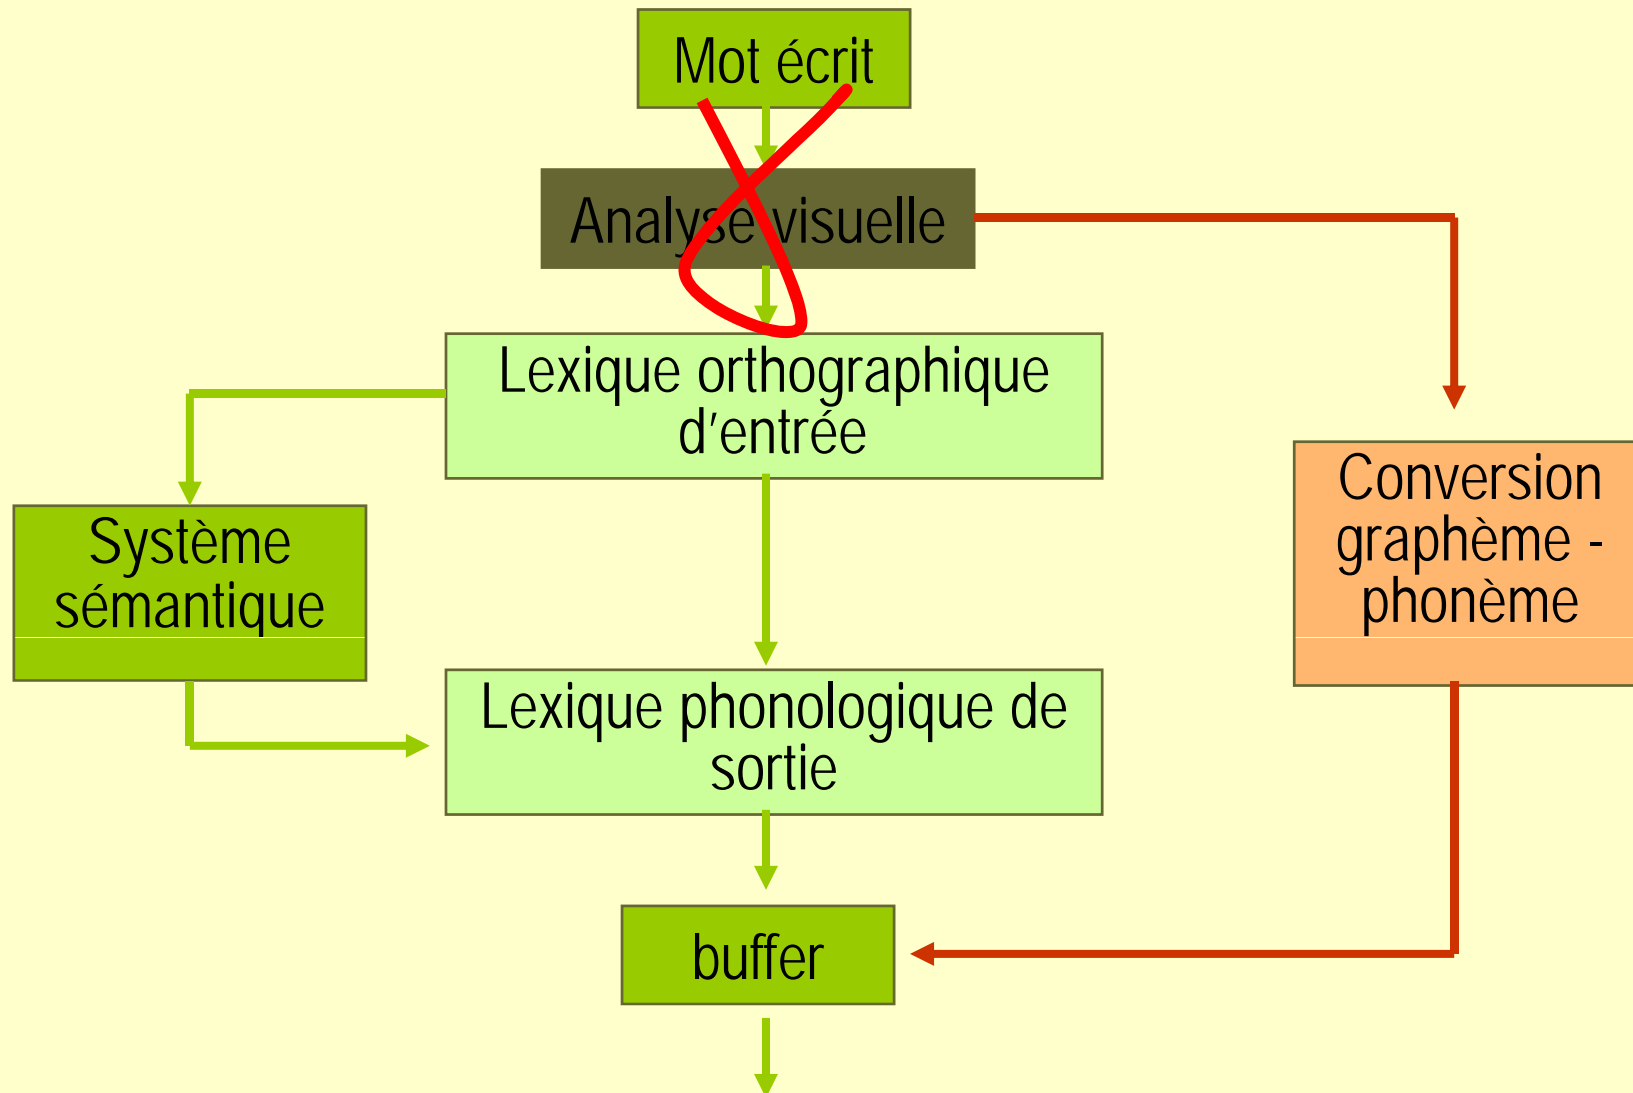 Mot écrit
Analyse visuelle
Lexique orthographique
d'entrée
Système
sémantique
Conversion
graphème -
phonème
Lexique phonologique de
sortie
buffer